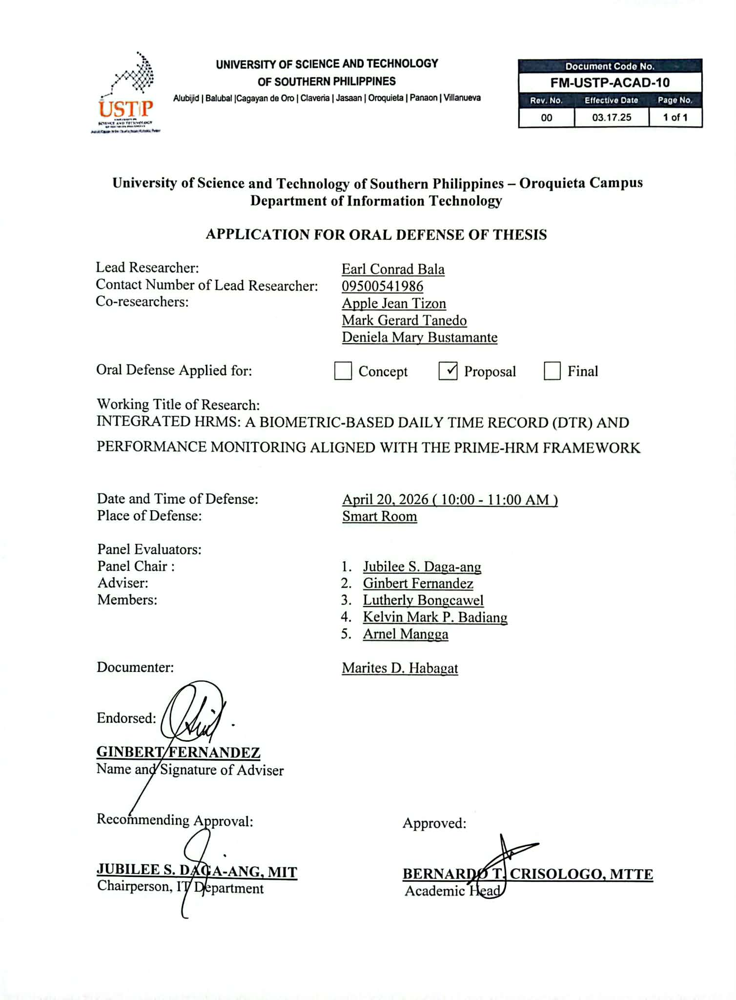 UNIVERSITY OF SCIENCE AND TECHNOLOGY
OF SOUTHERN PHILIPPINES
Alubijid | Balubal |Cagayan de Oro | Claveria | Jasaan | Oroquieta | Panaon | Villanueva
USTP
SCIENCE AND TECHNOLOGY
Document Code No.
FM-USTP-ACAD-10
Rev. No. Effective Date Page No.
00 03.17.25 1 of 1
University of Science and Technology of Southern Philippines – Oroquieta Campus
Department of Information Technology
APPLICATION FOR ORAL DEFENSE OF THESIS
Lead Researcher: Earl Conrad Bala
Contact Number of Lead Researcher: 09500541986
Co-researchers: Apple Jean Tizon
Mark Gerard Tanedo
Deniela Mary Bustamante
Oral Defense Applied for: Concept ✓ Proposal Final
Working Title of Research:
INTEGRATED HRMS: A BIOMETRIC-BASED DAILY TIME RECORD (DTR) AND
PERFORMANCE MONITORING ALIGNED WITH THE PRIME-HRM FRAMEWORK
Date and Time of Defense: April 20, 2026 ( 10:00 - 11:00 AM )
Place of Defense: Smart Room
Panel Evaluators:
Panel Chair : 1. Jubilee S. Daga-ang
Adviser: 2. Ginbert Fernandez
Members: 3. Lutherly Bongcawel
4. Kelvin Mark P. Badiang
5. Arnel Mangga
Documenter: Marites D. Habagat
Endorsed:
GINBERT FERNANDEZ
Name and Signature of Adviser
Recommending Approval: Approved:
JUBILEE S. DAGA-ANG, MIT BERNARDO T. CRISOLOGO, MTTE
Chairperson, IT Department Academic Head